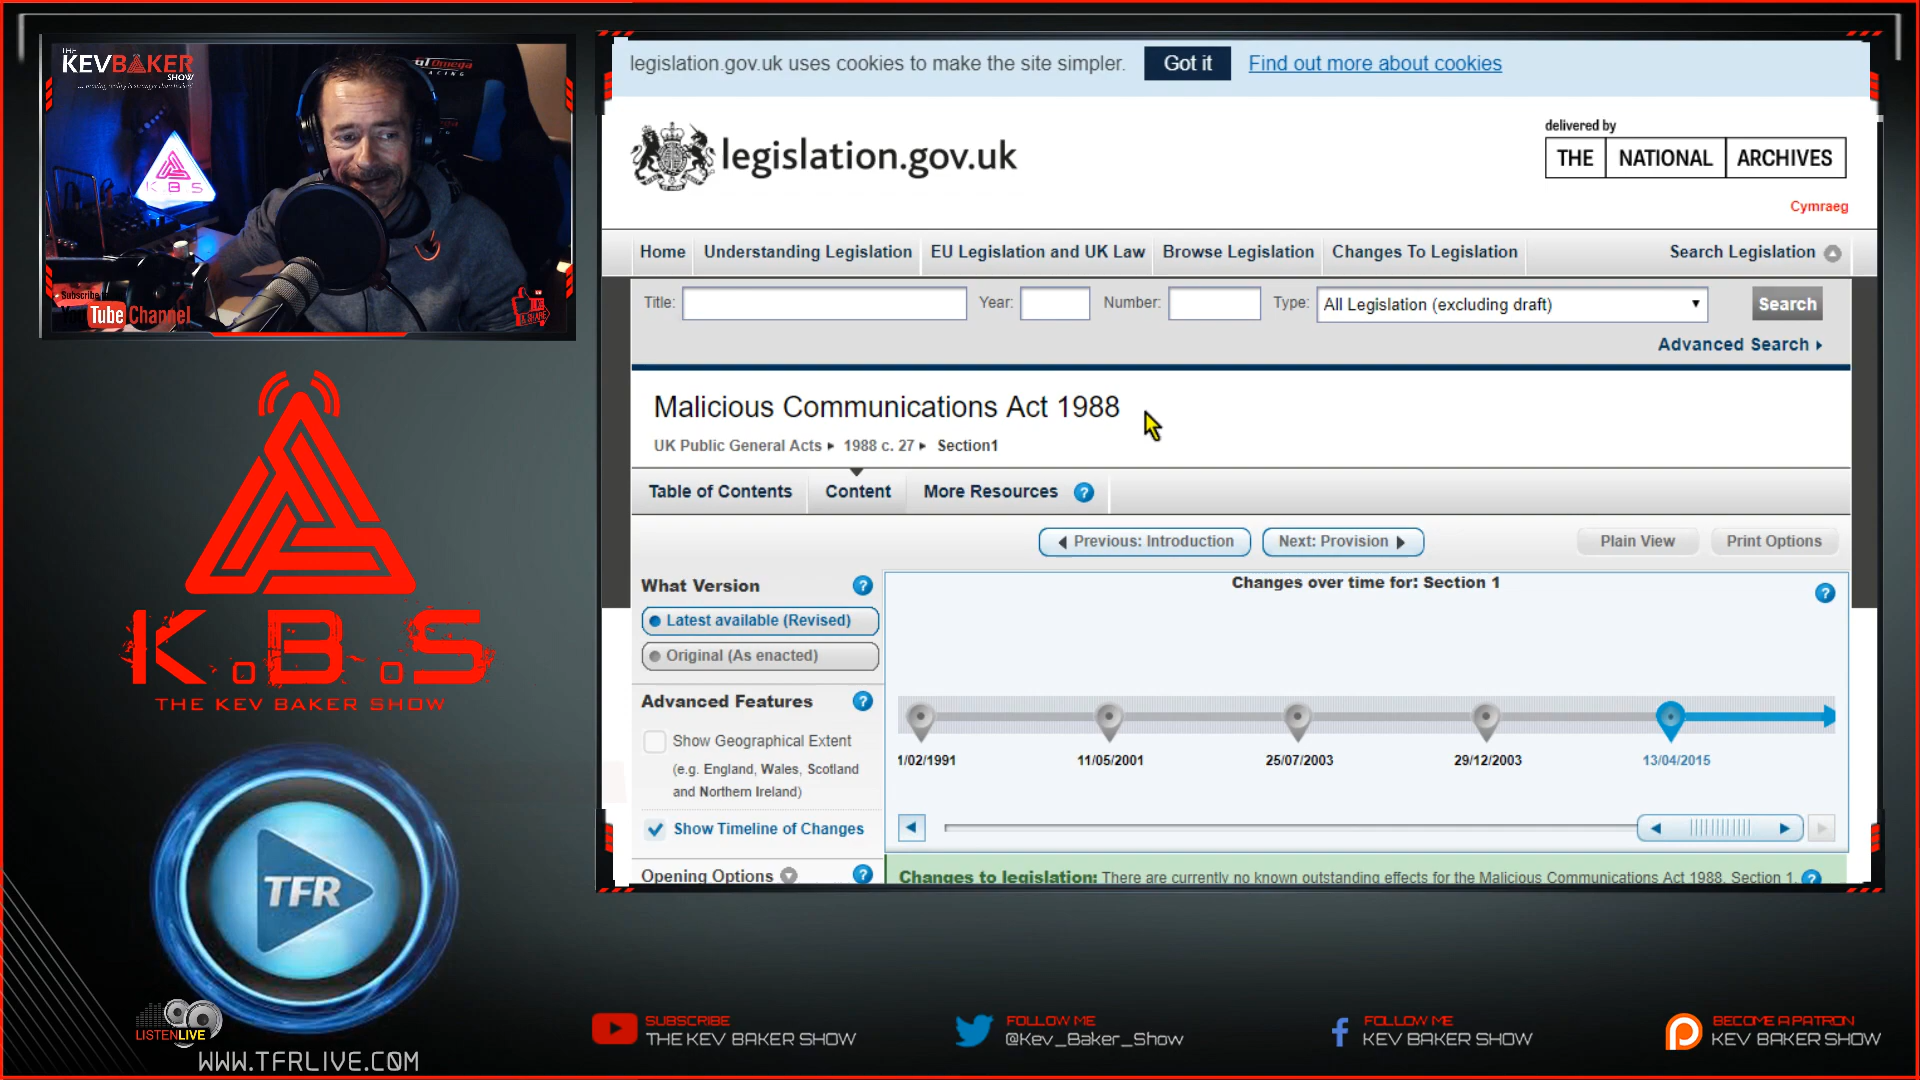 THE
KEVBAKER
SHOW
GT Omega
RACING
K.B.S
Subscribe
YouTube Channel
& SHARE
K.B.S
THE KEV BAKER SHOW
TFR
LISTENLIVE
WWW.TFRLIVE.COM
legislation.gov.uk uses cookies to make the site simpler. Got it Find out more about cookies
legislation.gov.uk
delivered by
THE NATIONAL ARCHIVES
Cymraeg
Home Understanding Legislation EU Legislation and UK Law Browse Legislation Changes To Legislation Search Legislation
Title: Year: Number: Type: All Legislation (excluding draft) Search
Advanced Search
Malicious Communications Act 1988
UK Public General Acts 1988 c. 27 Section1
Table of Contents Content More Resources ?
Previous: Introduction Next: Provision Plain View Print Options
What Version ?
Latest available (Revised)
Original (As enacted)
Advanced Features ?
Show Geographical Extent
(e.g. England, Wales, Scotland
and Northern Ireland)
Show Timeline of Changes
Opening Options ?
Changes over time for: Section 1 ?
1/02/1991 11/05/2001 25/07/2003 29/12/2003 13/04/2015
Changes to legislation: There are currently no known outstanding effects for the Malicious Communications Act 1988, Section 1. ?
SUBSCRIBE
THE KEV BAKER SHOW
FOLLOW ME
@Kev_Baker_Show
FOLLOW ME
KEV BAKER SHOW
BECOME A PATRON
KEV BAKER SHOW